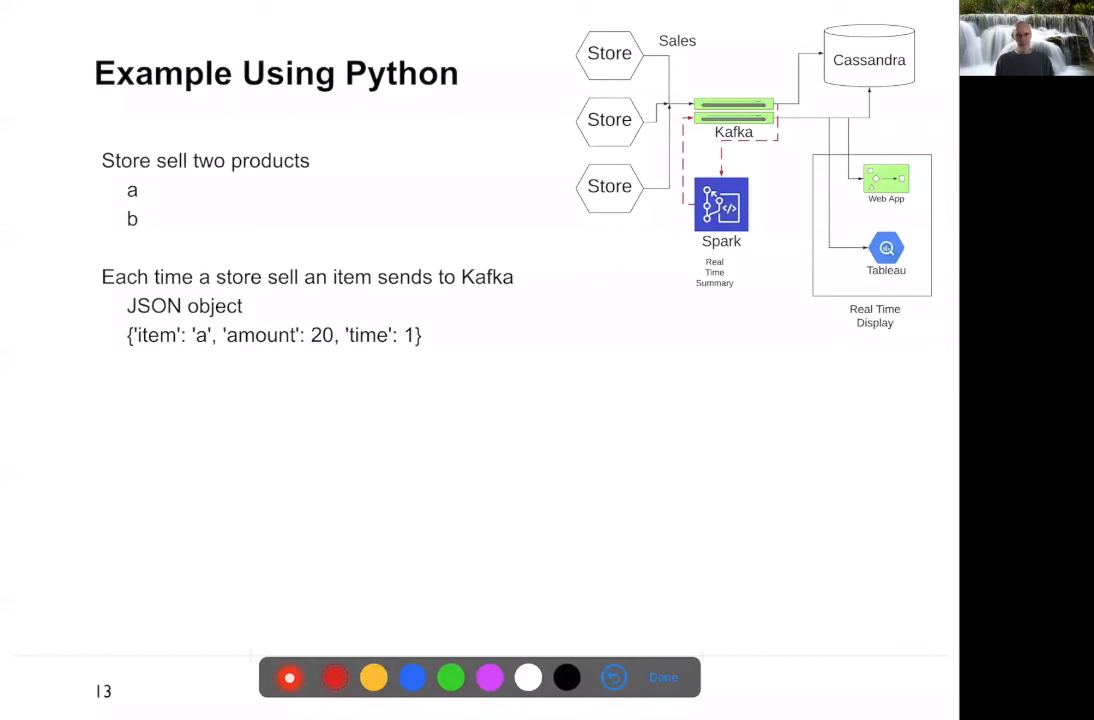 Example Using Python
Store sell two products
a
b
Each time a store sell an item sends to Kafka
JSON object
{'item': 'a', 'amount': 20, 'time': 1}
Store
Sales
Cassandra
Store
Kafka
Store
Web App
Spark
Real
Time
Summary
Tableau
Real Time
Display
13
Done